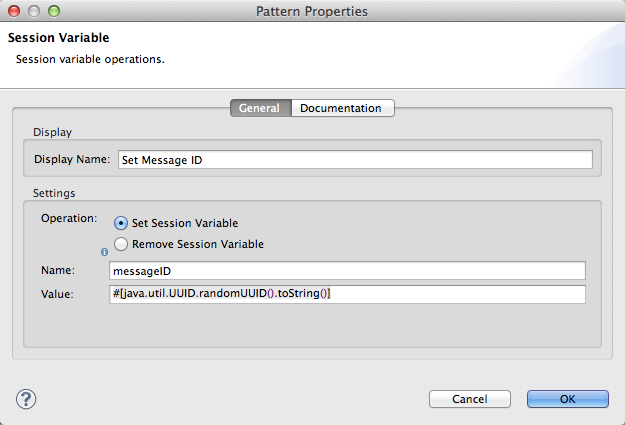 Pattern Properties
Session Variable
Session variable operations.
General Documentation
Display
Display Name: Set Message ID
Settings
Operation: Set Session Variable
Remove Session Variable
Name: messageID
Value: #[java.util.UUID.randomUUID().toString()]
? Cancel OK